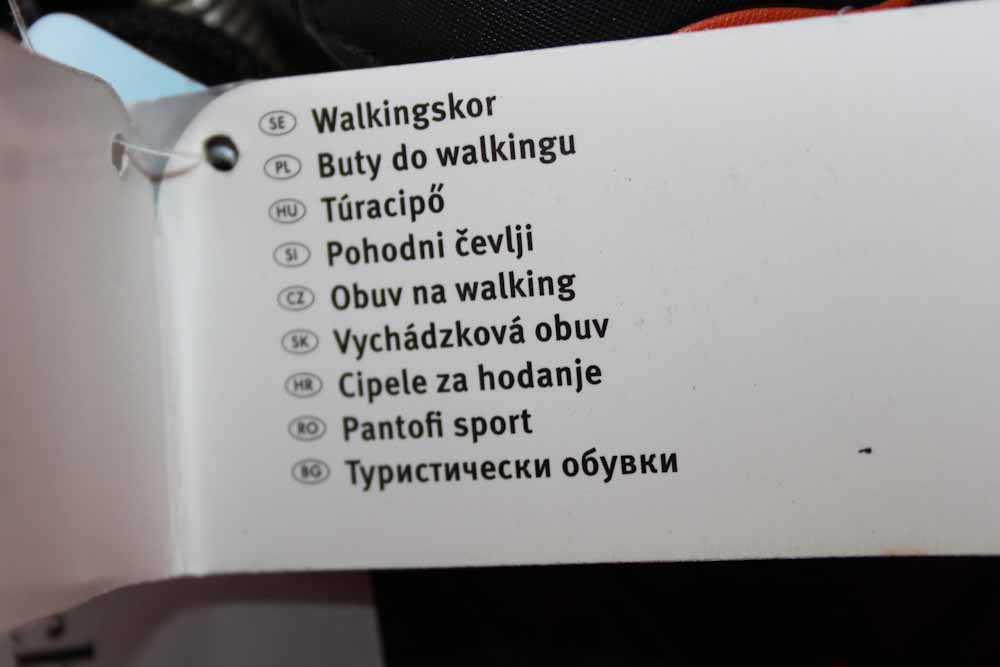 SE Walkingskor
PL Buty do walkingu
HU Túracipő
SI Pohodni čevlji
CZ Obuv na walking
SK Vychádzková obuv
HR Cipele za hodanje
RO Pantofi sport
BG Туристически обувки